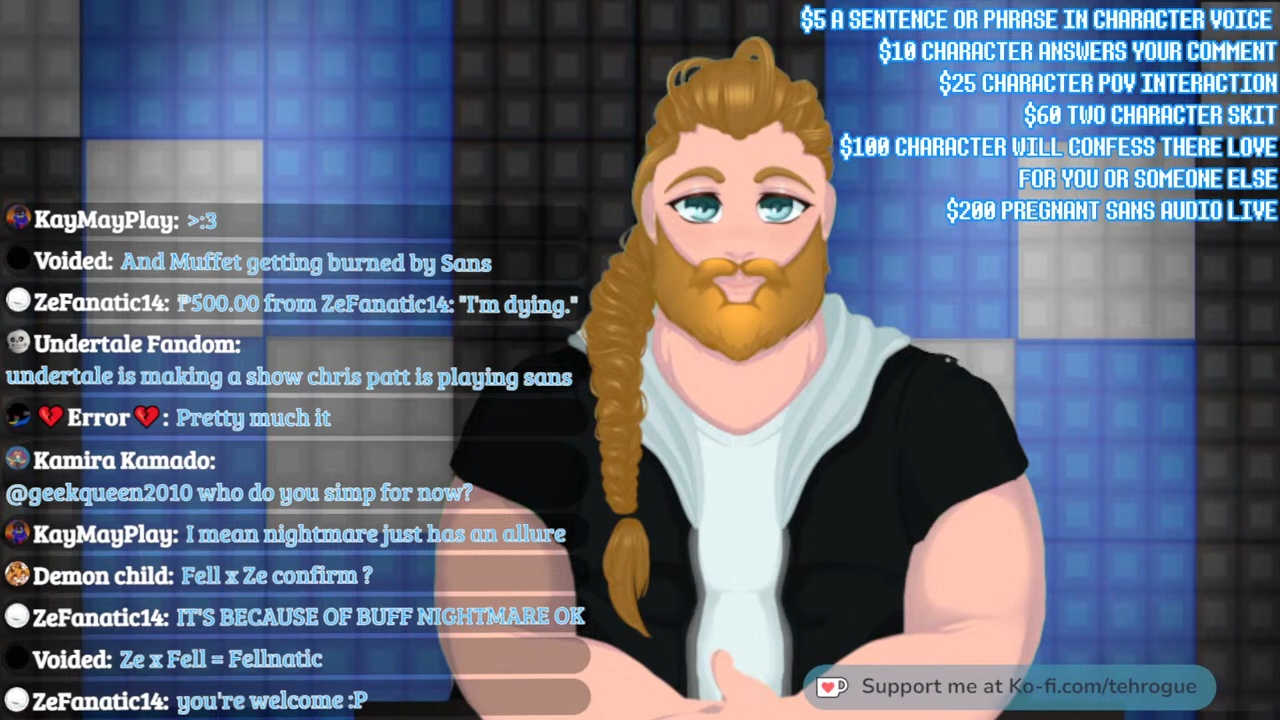 $5 A SENTENCE OR PHRASE IN CHARACTER VOICE
$10 CHARACTER ANSWERS YOUR COMMENT
$25 CHARACTER POV INTERACTION
$60 TWO CHARACTER SKIT
$100 CHARACTER WILL CONFESS THERE LOVE
FOR YOU OR SOMEONE ELSE
$200 PREGNANT SANS AUDIO LIVE
KayMayPlay: >:3
Voided: And Muffet getting burned by Sans
ZeFanatic14: ₱500.00 from ZeFanatic14: "I'm dying."
Undertale Fandom:
undertale is making a show chris patt is playing sans
💔 Error 💔: Pretty much it
Kamira Kamado:
@geekqueen2010 who do you simp for now?
KayMayPlay: I mean nightmare just has an allure
Demon child: Fell x Ze confirm ?
ZeFanatic14: IT'S BECAUSE OF BUFF NIGHTMARE OK
Voided: Ze x Fell = Fellnatic
ZeFanatic14: you're welcome :P
Support me at Ko-fi.com/tehrogue